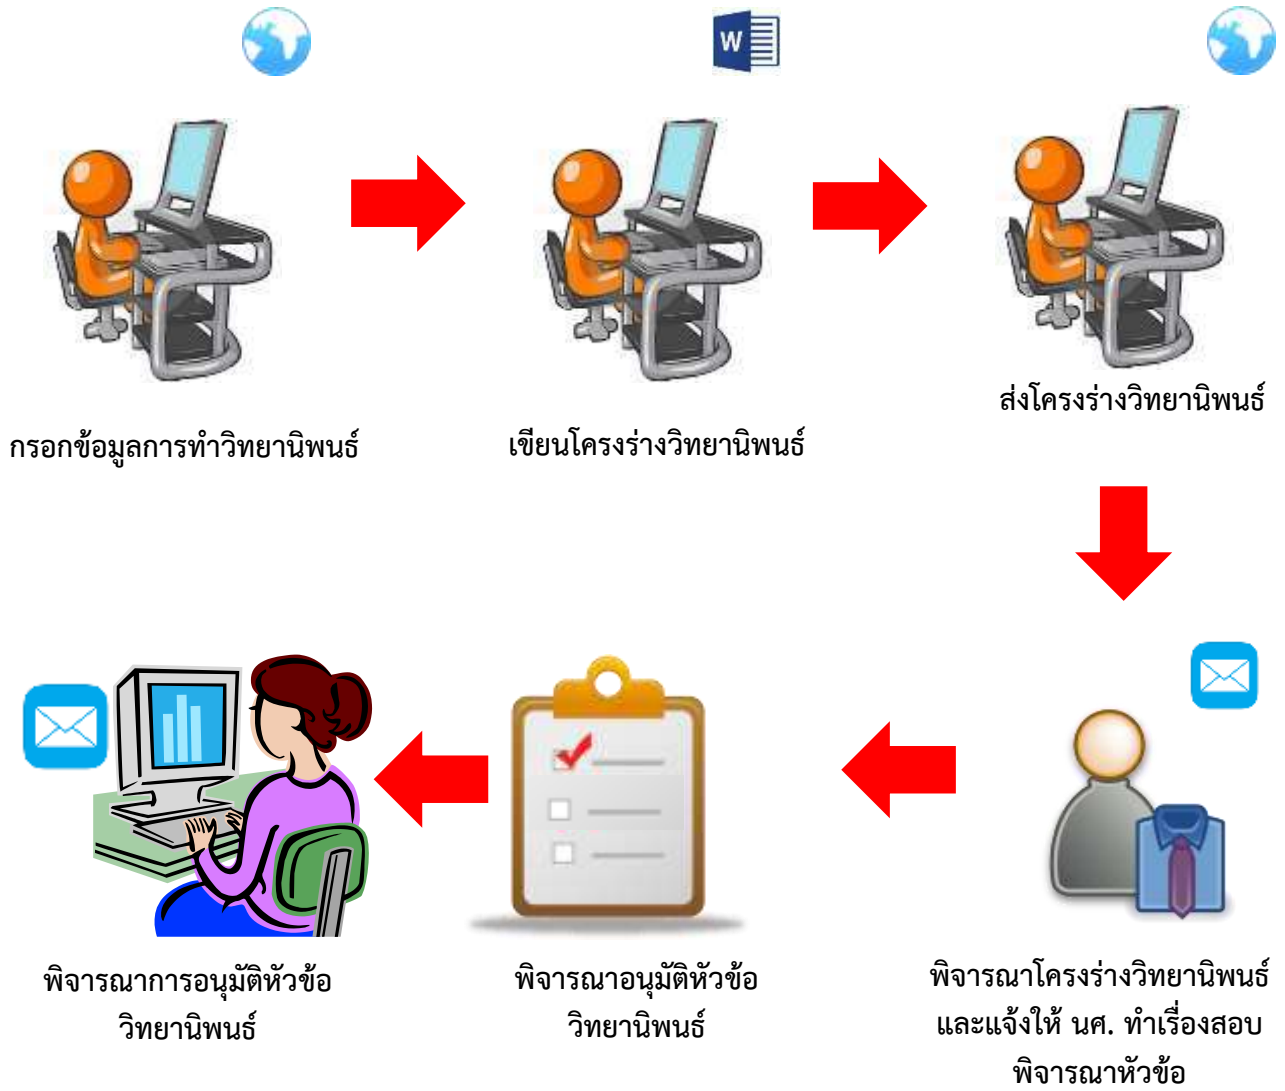 W
กรอกข้อมูลการทำวิทยานิพนธ์
เขียนโครงร่างวิทยานิพนธ์
ส่งโครงร่างวิทยานิพนธ์
พิจารณาโครงร่างวิทยานิพนธ์
และแจ้งให้ นศ. ทำเรื่องสอบ
พิจารณาหัวข้อ
พิจารณาอนุมัติหัวข้อ
วิทยานิพนธ์
พิจารณาการอนุมัติหัวข้อ
วิทยานิพนธ์